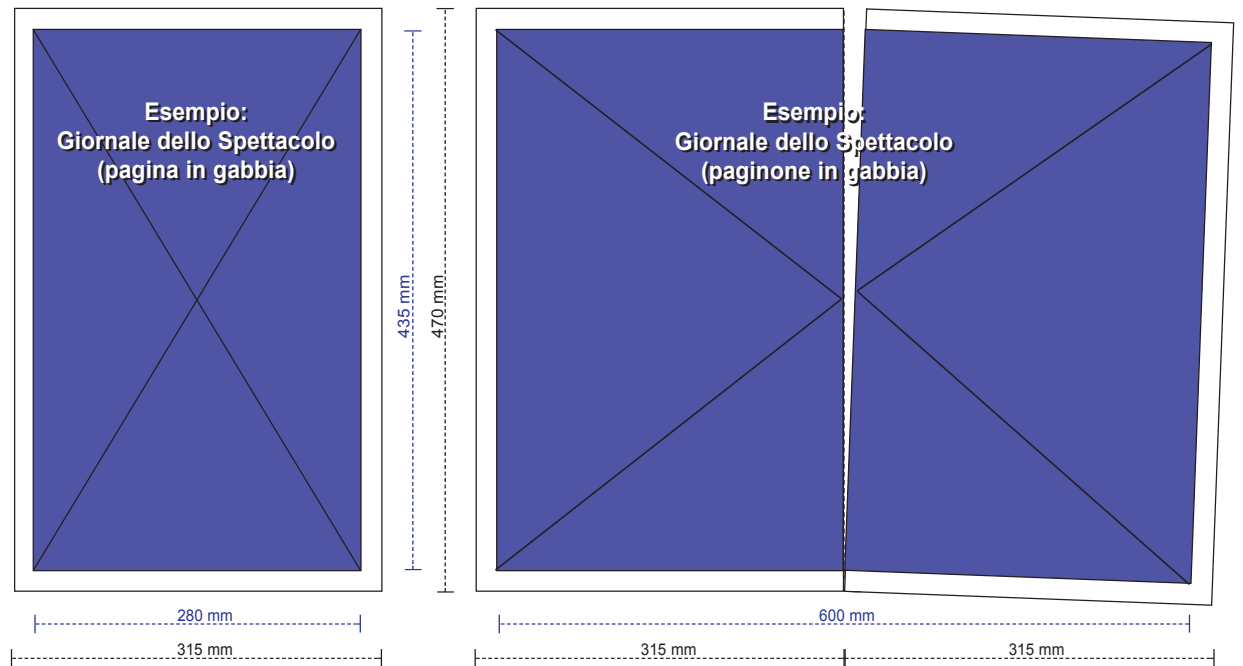 Esempio:
Giornale dello Spettacolo
(pagina in gabbia)
435 mm
470 mm
280 mm
315 mm
Esempio:
Giornale dello Spettacolo
(paginone in gabbia)
600 mm
315 mm
315 mm